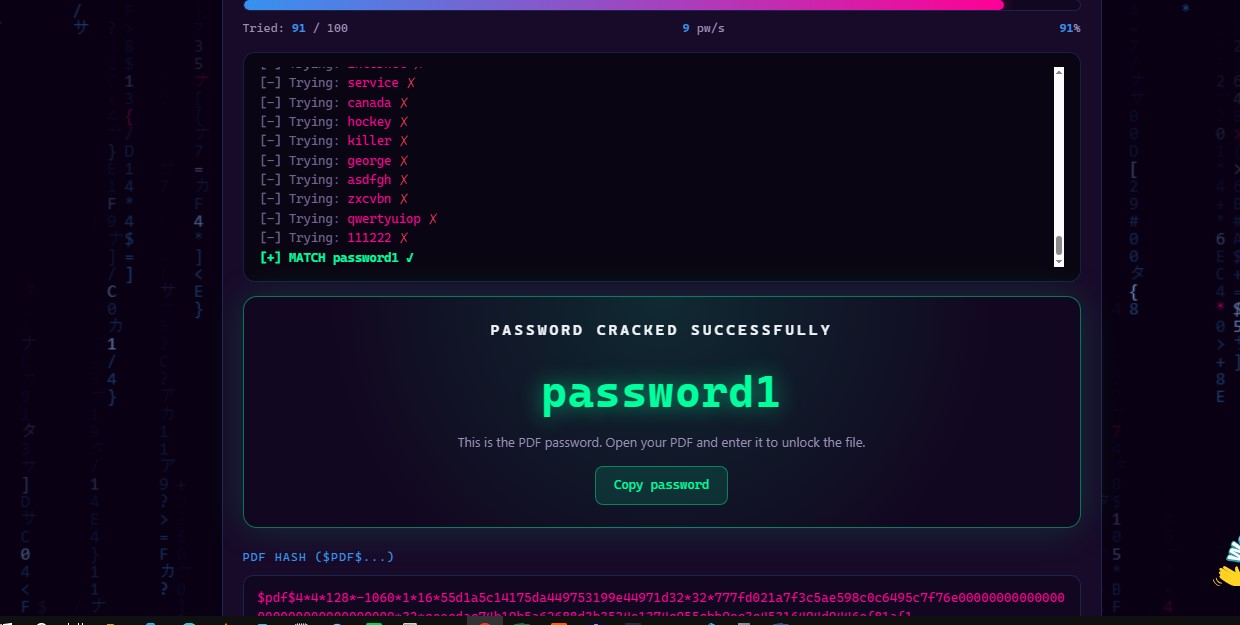 Tried: 91 / 100
9 pw/s
91%
[-] Trying: service ✗
[-] Trying: canada ✗
[-] Trying: hockey ✗
[-] Trying: killer ✗
[-] Trying: george ✗
[-] Trying: asdfgh ✗
[-] Trying: zxcvbn ✗
[-] Trying: qwertyuiop ✗
[-] Trying: 111222 ✗
[+] MATCH password1 ✓
PASSWORD CRACKED SUCCESSFULLY
password1
This is the PDF password. Open your PDF and enter it to unlock the file.
Copy password
PDF HASH ($PDF$...)
$pdf$4*4*128*-1060*1*16*55d1a5c14175da449753199e44971d32*32*777fd021a7f3c5ae598c0c6495c7f76e00000000000000